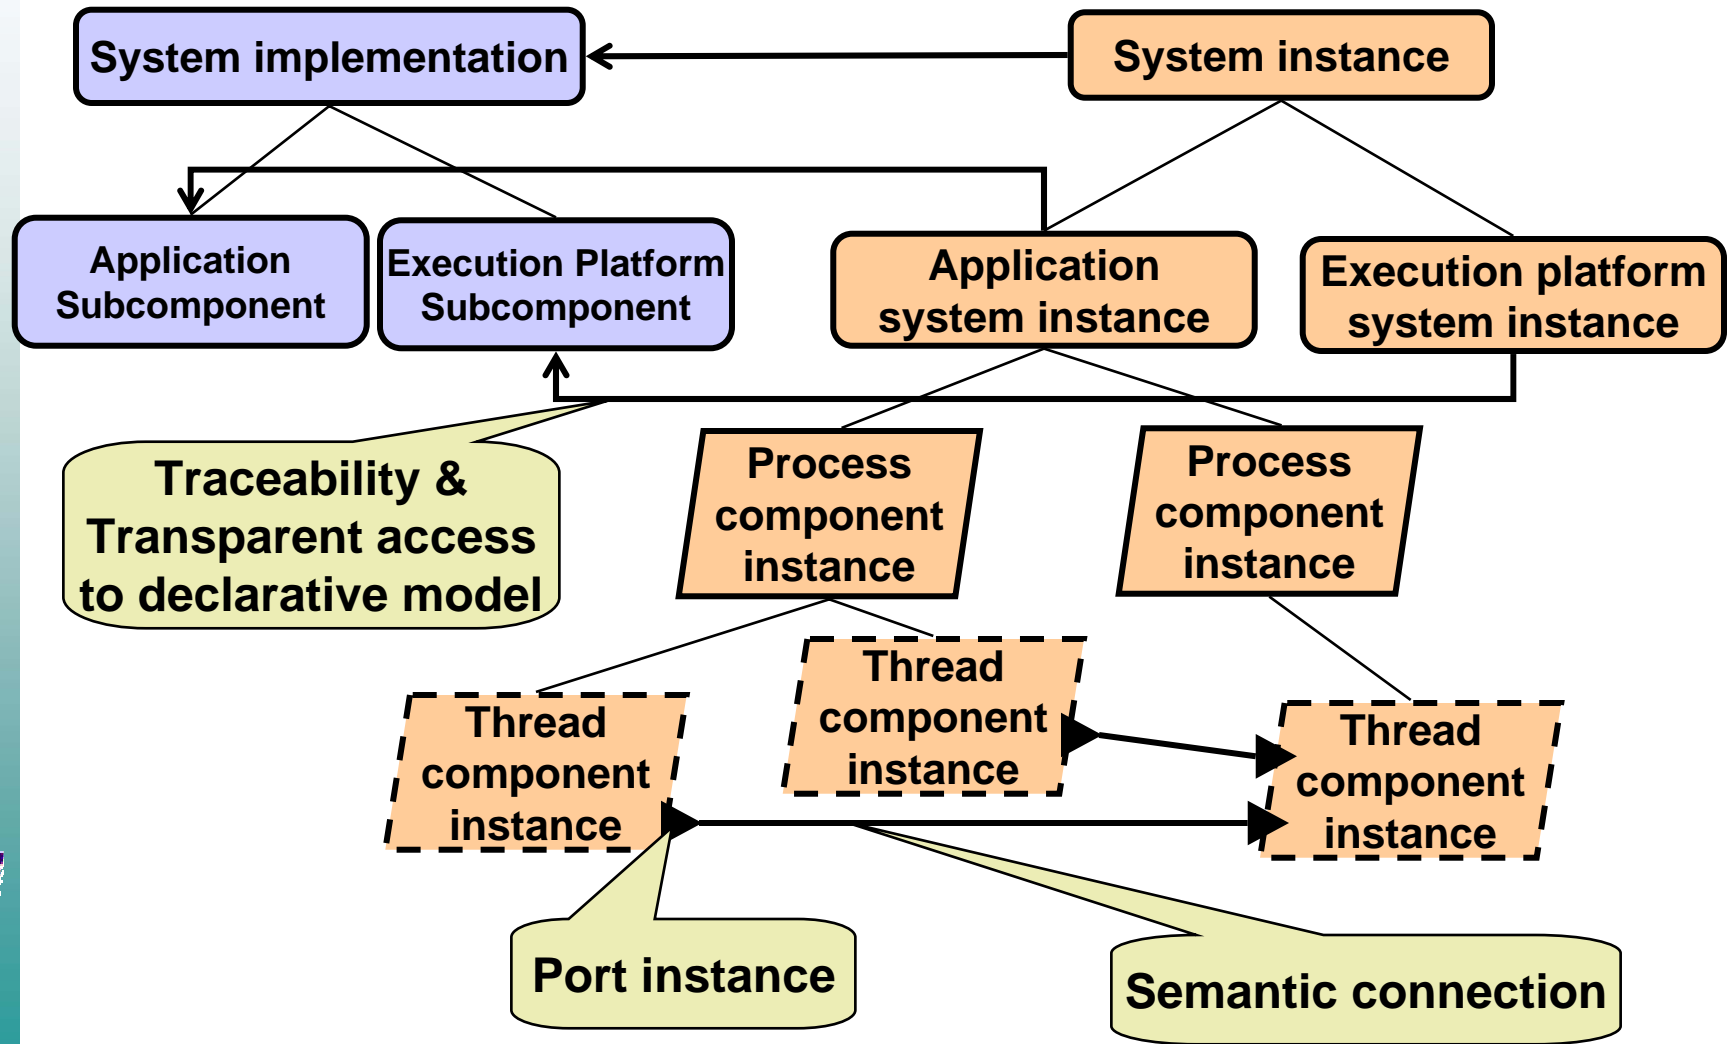 System implementation
System instance
Application
Subcomponent
Execution Platform
Subcomponent
Application
system instance
Execution platform
system instance
Traceability &
Transparent access
to declarative model
Process
component
instance
Process
component
instance
Thread
component
instance
Thread
component
instance
Thread
component
instance
Port instance
Semantic connection